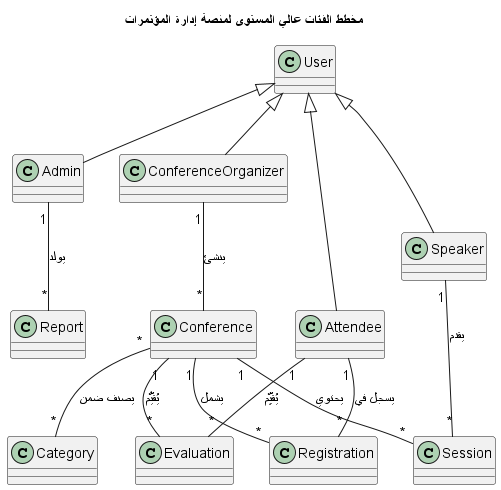 مخطط الفئات عالي المستوى لمنصة إدارة المؤتمرات
C User
C Admin
C ConferenceOrganizer
C Speaker
1
1
1
يولد
ينشئ
يقدم
*
*
C Report
C Conference
C Attendee
*
1
1
1
1
1
يصنف ضمن
يُقيَّم
يشمل
يحتوي
يُقيّم
يسجل في
*
*
*
*
*
*
*
C Category
C Evaluation
C Registration
C Session